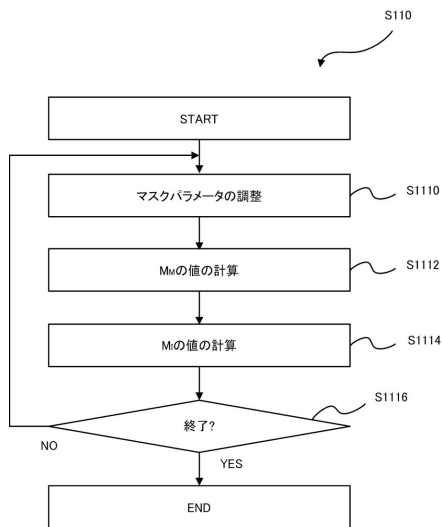 S110
START
マスクパラメータの調整
S1110
MMの値の計算
S1112
MIの値の計算
S1114
終了?
S1116
NO
YES
END